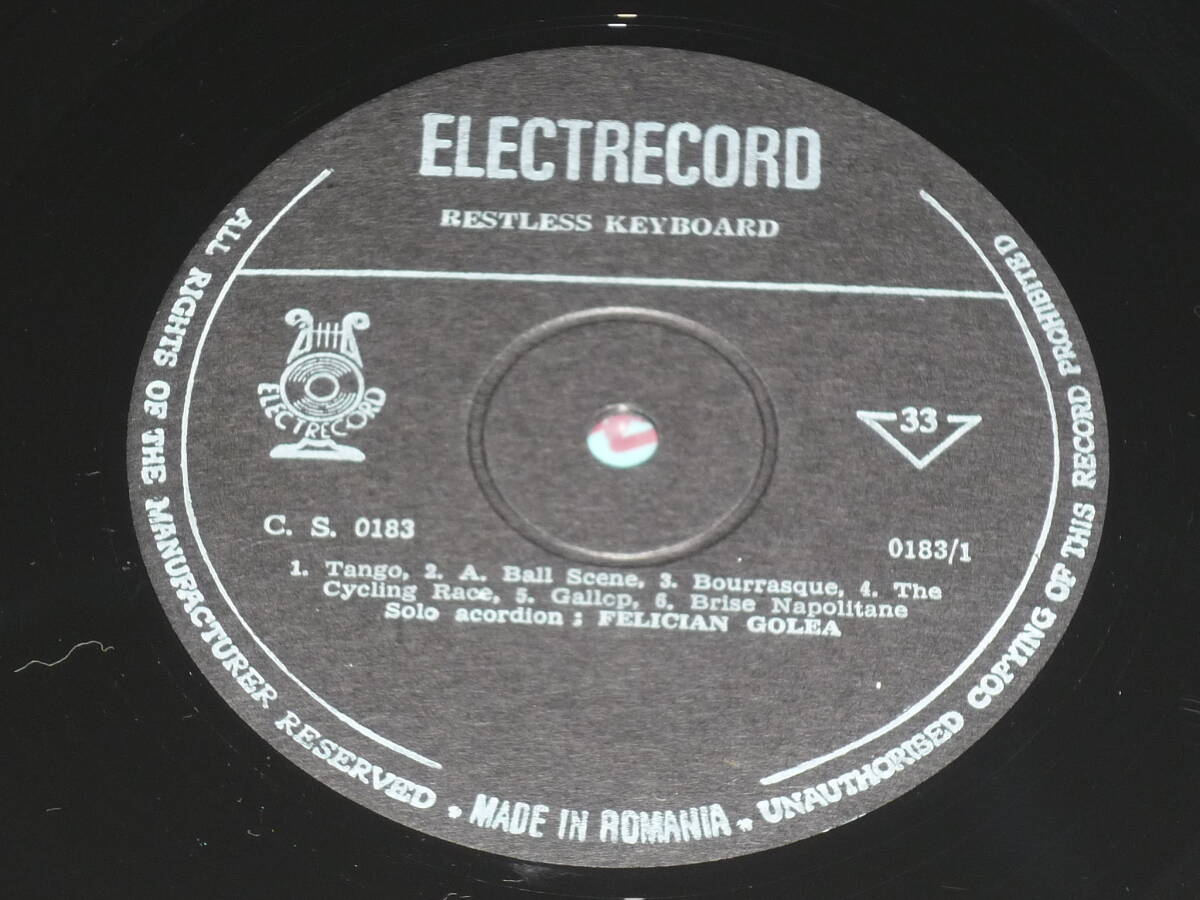 ELECTRECORD
RESTLESS KEYBOARD
ELECTRECORD
33
C. S. 0183
0183/1
1. Tango, 2. A. Ball Scene, 3. Bourrasque, 4. The
Cycling Race, 5. Gallop, 6. Brise Napolitane
Solo acordion : FELICIAN GOLEA
ALL RIGHTS OF THE MANUFACTURER RESERVED • MADE IN ROMANIA • UNAUTHORISED COPYING OF THIS RECORD PROHIBITED